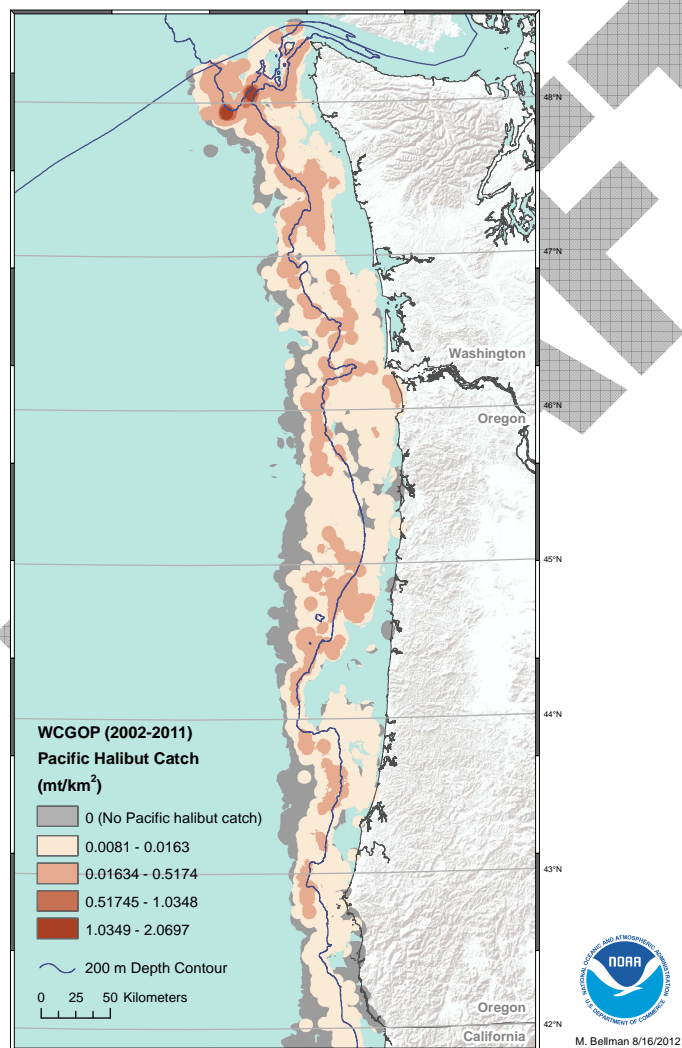 48°N
47°N
Washington
46°N
Oregon
45°N
44°N
WCGOP (2002-2011)
Pacific Halibut Catch
(mt/km²)
0 (No Pacific halibut catch)
0.0081 - 0.0163
0.01634 - 0.5174
0.51745 - 1.0348
1.0349 - 2.0697
200 m Depth Contour
0 25 50 Kilometers
43°N
Oregon
California
42°N
NATIONAL OCEANIC AND ATMOSPHERIC ADMINISTRATION
NOAA
U.S. DEPARTMENT OF COMMERCE
M. Bellman 8/16/2012